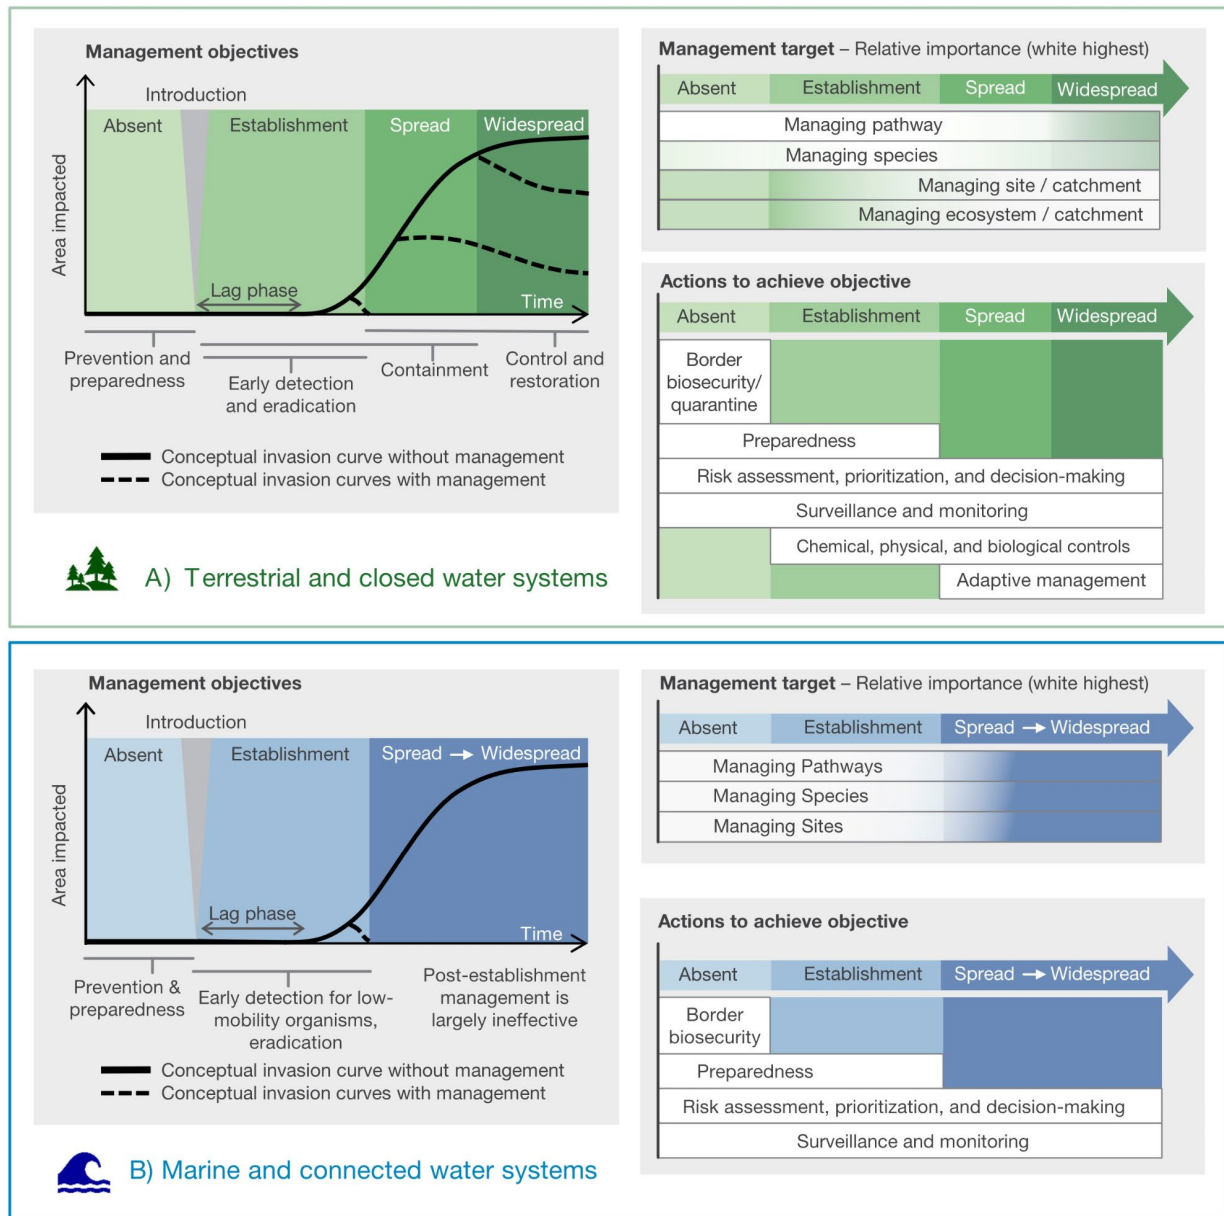 Management objectives
Introduction
Absent
Establishment
Spread
Widespread
Area impacted
Lag phase
Time
Prevention and
preparedness
Early detection
and eradication
Containment
Control and
restoration
Conceptual invasion curve without management
Conceptual invasion curves with management
A) Terrestrial and closed water systems
Management target – Relative importance (white highest)
Absent
Establishment
Spread
Widespread
Managing pathway
Managing species
Managing site / catchment
Managing ecosystem / catchment
Actions to achieve objective
Absent
Establishment
Spread
Widespread
Border
biosecurity/
quarantine
Preparedness
Risk assessment, prioritization, and decision-making
Surveillance and monitoring
Chemical, physical, and biological controls
Adaptive management
Management objectives
Introduction
Absent
Establishment
Spread → Widespread
Area impacted
Lag phase
Time
Prevention &
preparedness
Early detection for low-
mobility organisms,
eradication
Post-establishment
management is
largely ineffective
Conceptual invasion curve without management
Conceptual invasion curves with management
B) Marine and connected water systems
Management target – Relative importance (white highest)
Absent
Establishment
Spread → Widespread
Managing Pathways
Managing Species
Managing Sites
Actions to achieve objective
Absent
Establishment
Spread → Widespread
Border
biosecurity
Preparedness
Risk assessment, prioritization, and decision-making
Surveillance and monitoring